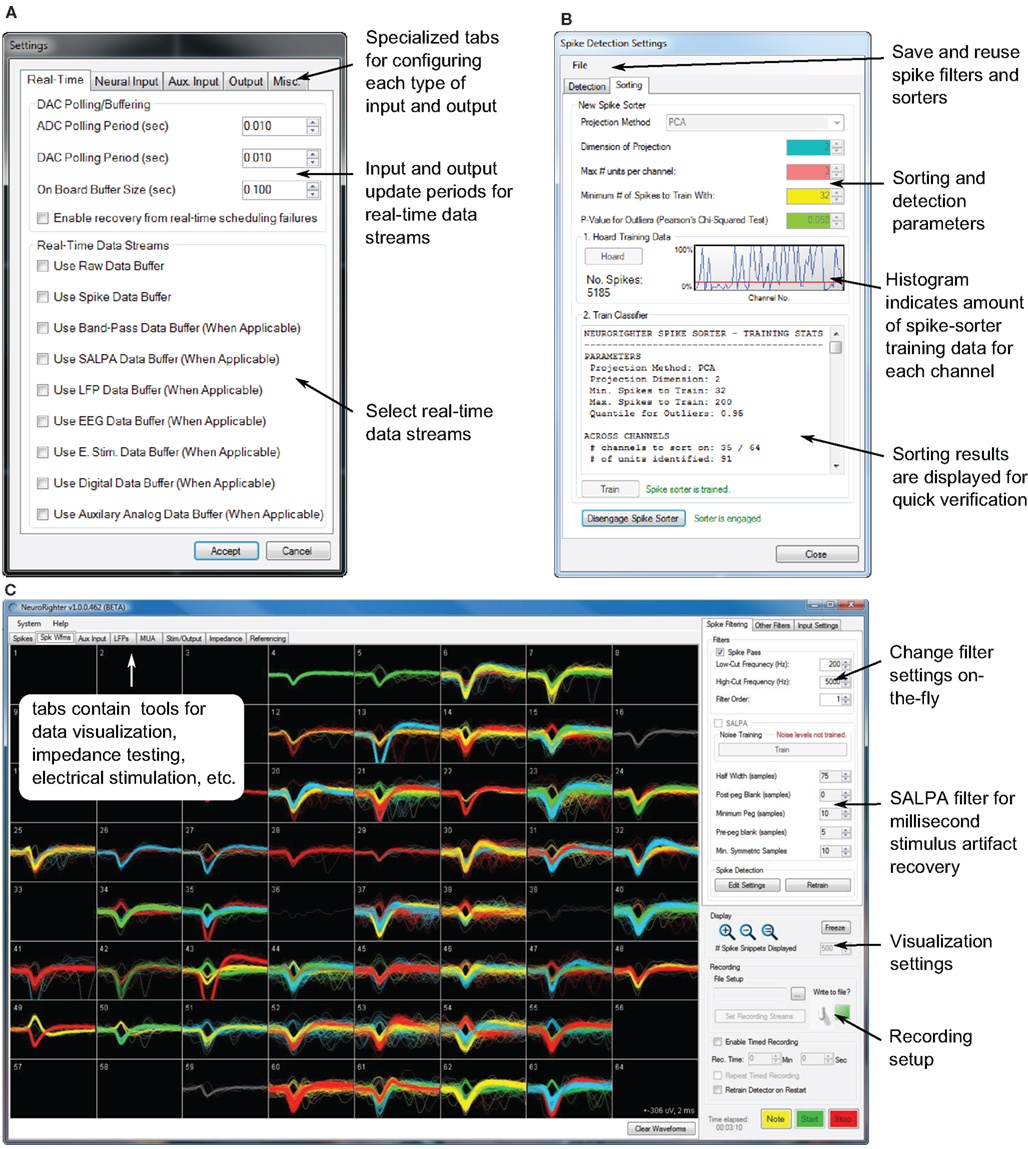 A
Settings
Real-Time Neural Input Aux. Input Output Misc.
DAC Polling/Buffering
ADC Polling Period (sec) 0.010
DAC Polling Period (sec) 0.010
On Board Buffer Size (sec) 0.100
Enable recovery from real-time scheduling failures
Real-Time Data Streams
Use Raw Data Buffer
Use Spike Data Buffer
Use Band-Pass Data Buffer (When Applicable)
Use SALPA Data Buffer (When Applicable)
Use LFP Data Buffer (When Applicable)
Use EEG Data Buffer (When Applicable)
Use E. Stim. Data Buffer (When Applicable)
Use Digital Data Buffer (When Applicable)
Use Auxilary Analog Data Buffer (When Applicable)
Accept Cancel
Specialized tabs
for configuring
each type of
input and output
Input and output
update periods for
real-time data
streams
Select real-time
data streams
B
Spike Detection Settings
File
Detection Sorting
New Spike Sorter
Projection Method PCA
Dimension of Projection
Max # units per channel:
Minimum # of Spikes to Train With: 32
P-Value for Outliers (Pearson's Chi-Squared Test) 0.050
1. Hoard Training Data
Hoard
No. Spikes:
5185
100%
0%
Channel No.
2. Train Classifier
NEURORIGHTER SPIKE SORTER - TRAINING STATS
PARAMETERS
Projection Method: PCA
Projection Dimension: 2
Min. Spikes to Train: 32
Max. Spikes to Train: 200
Quantile for Outliers: 0.95
ACROSS CHANNELS
# channels to sort on: 35 / 64
# of units identified: 91
Train Spike sorter is trained.
Disengage Spike Sorter Sorter is engaged
Close
Save and reuse
spike filters and
sorters
Sorting and
detection
parameters
Histogram
indicates amount
of spike-sorter
training data for
each channel
Sorting results
are displayed for
quick verification
C
NeuroRighter v1.0.0.462 (BETA)
System Help
Spikes Spk Wfms Aux Input LFPs MUA Stim/Output Impedance Referencing
1 2 3 4 5 6 7 8
12 13 14 15 16
20 21 22 23 24
25 26 27 28 29 30 31 32
33 34 35 36 37 38 39 40
41 42 43 44 45 46 47 48
49 50 51 52 53 54 55 56
57 58 59 60 61 62 63 64
tabs contain tools for
data visualization,
impedance testing,
electrical stimulation, etc.
+-306 uV, 2 ms
Clear Waveforms
Spike Filtering Other Filters Input Settings
Filters
Spike Pass
Low-Cut Frequnecy (Hz): 200
High-Cut Frequency (Hz): 5000
Filter Order: 1
SALPA
Noise Training Noise levels not trained.
Train
Half Width (samples) 75
Post-peg Blank (samples) 0
Minimum Peg (samples) 10
Pre-peg blank (samples) 5
Min. Symmetric Samples 10
Spike Detection
Edit Settings Retrain
Display
Freeze
# Spike Snippets Displayed 500
Recording
File Setup Write to file?
...
Set Recording Streams
Enable Timed Recording
Rec. Time: 0 Min 0 Sec
Repeat Timed Recording
Retrain Detector on Restart
Time elapsed:
00:03:10
Note Start Stop
Change filter
settings on-
the-fly
SALPA filter for
millisecond
stimulus artifact
recovery
Visualization
settings
Recording
setup